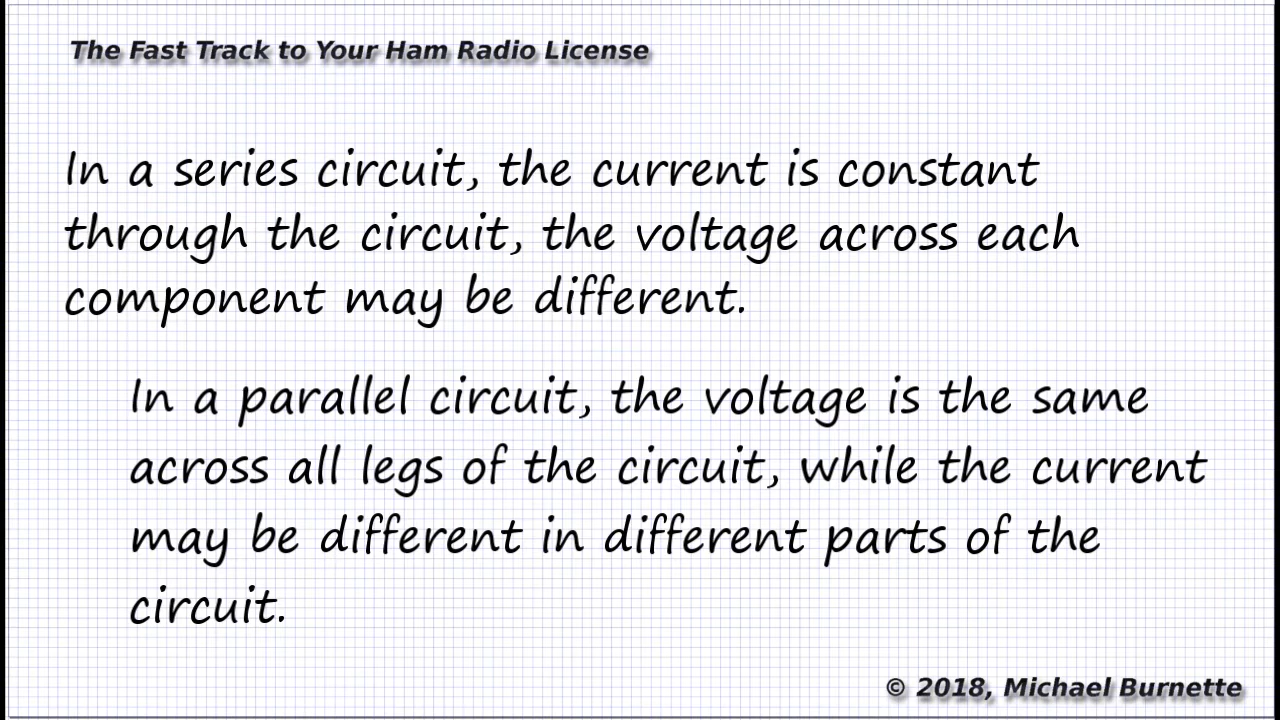 The Fast Track to Your Ham Radio License
In a series circuit, the current is constant
through the circuit, the voltage across each
component may be different.
In a parallel circuit, the voltage is the same
across all legs of the circuit, while the current
may be different in different parts of the
circuit.
© 2018, Michael Burnette